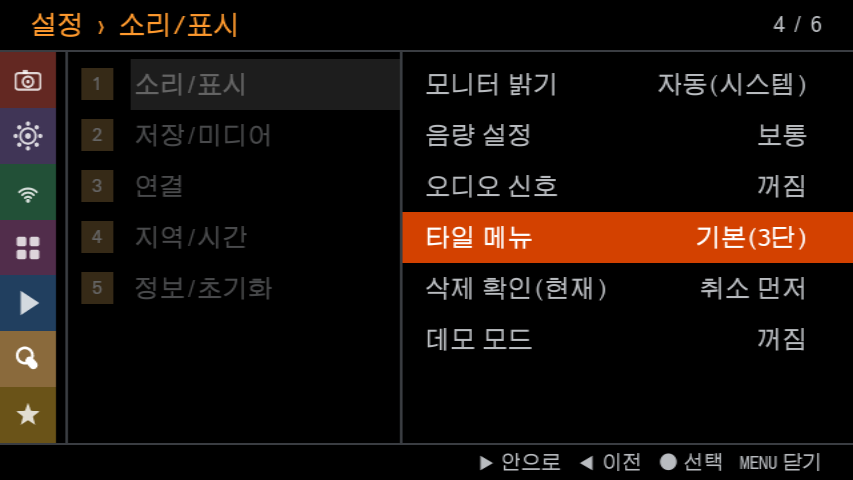 설정 › 소리/표시 4 / 6
1 소리/표시
2 저장/미디어
3 연결
4 지역/시간
5 정보/초기화
모니터 밝기 자동(시스템)
음량 설정 보통
오디오 신호 꺼짐
타일 메뉴 기본(3단)
삭제 확인(현재) 취소 먼저
데모 모드 꺼짐
▶ 안으로 ◀ 이전 ● 선택 MENU 닫기